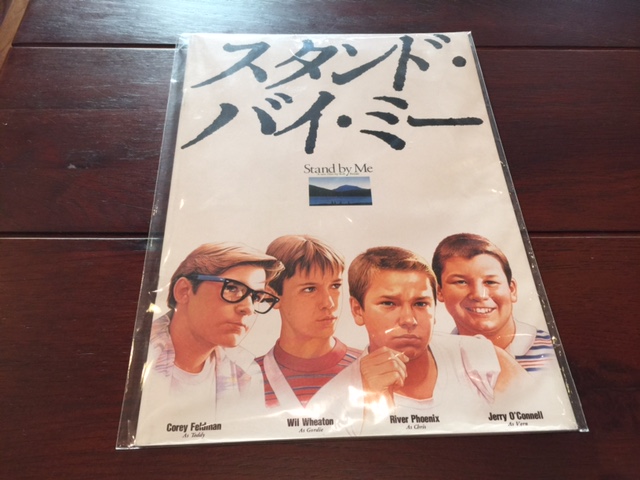 スタンド・
バイ・ミー
Stand by Me
Corey Feldman
As Teddy
Wil Wheaton
As Gordie
River Phoenix
As Chris
Jerry O'Connell
As Vern